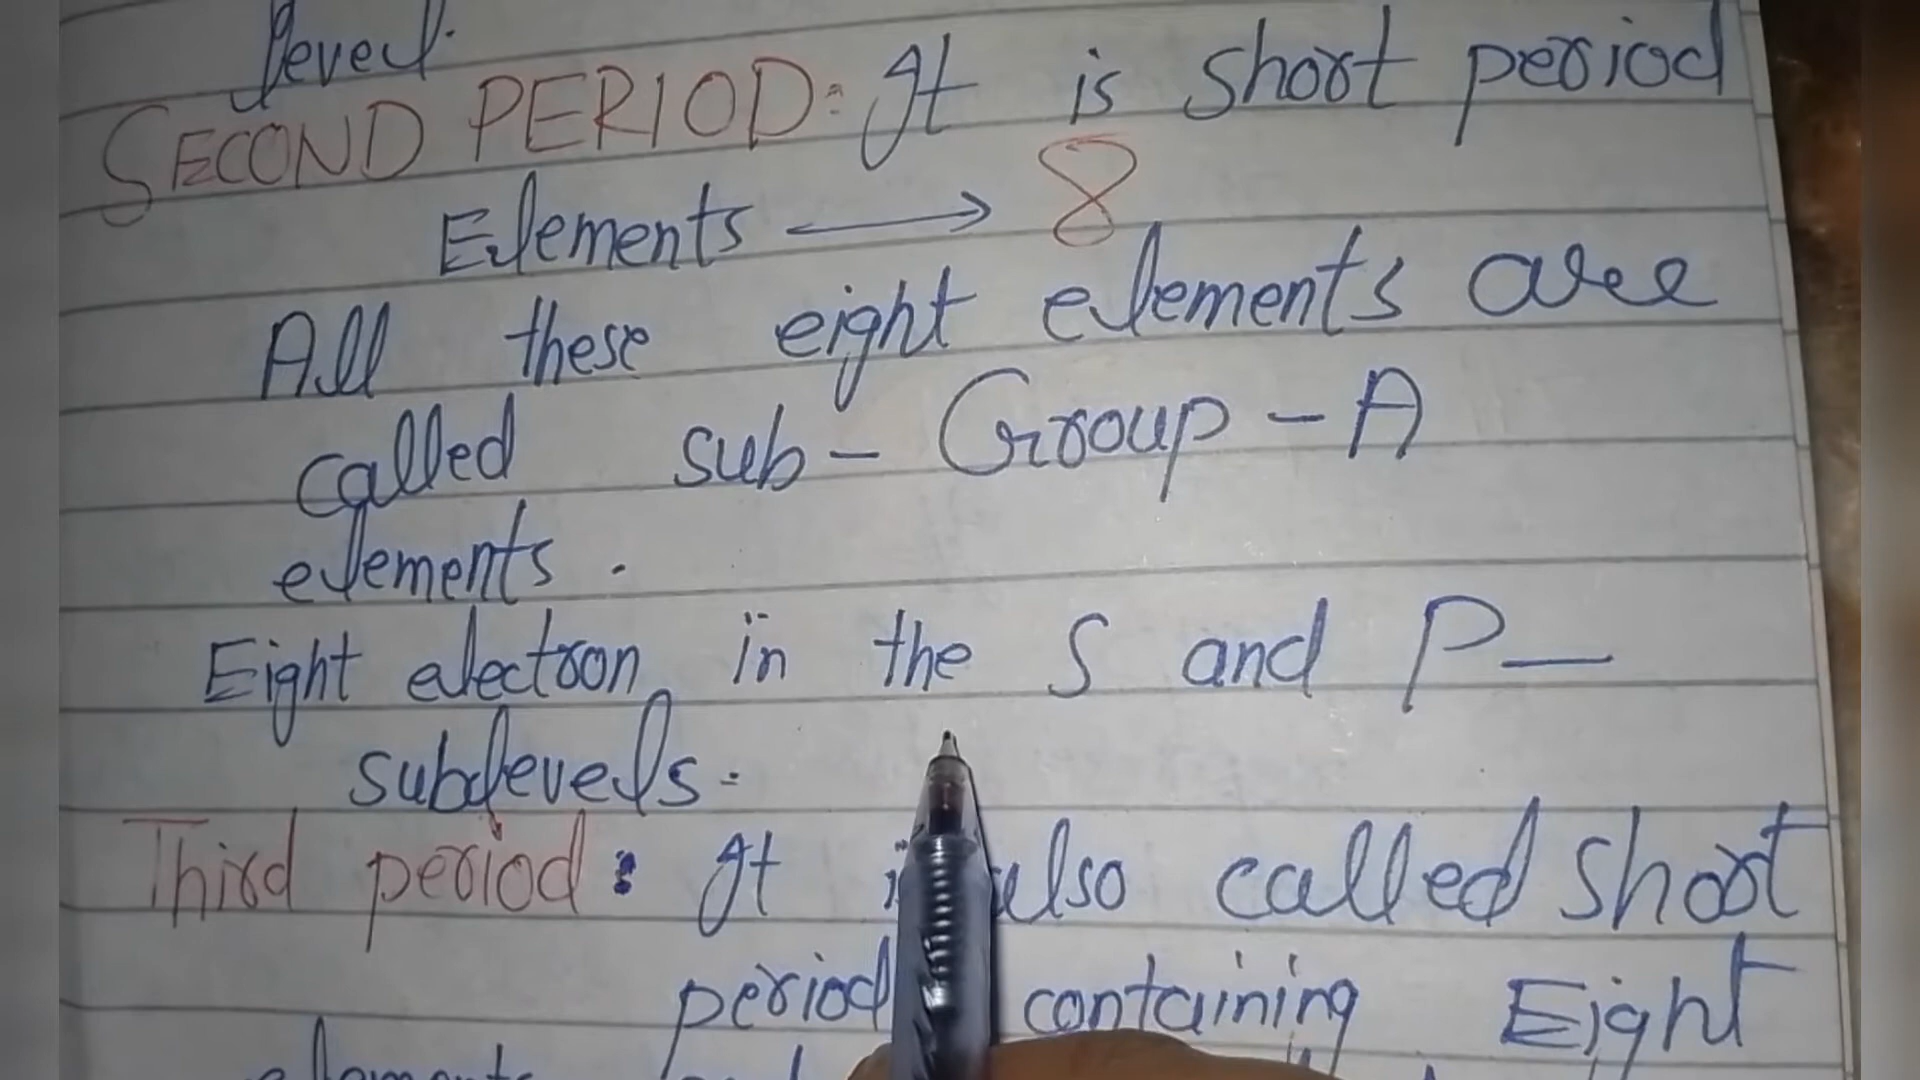 level.
SECOND PERIOD: It is short period
Elements → 8
All these eight elements are
called sub-Group-A
elements.
Eight electron in the S and P-
sublevels.
Third period: It also called short
period containing Eight
elements